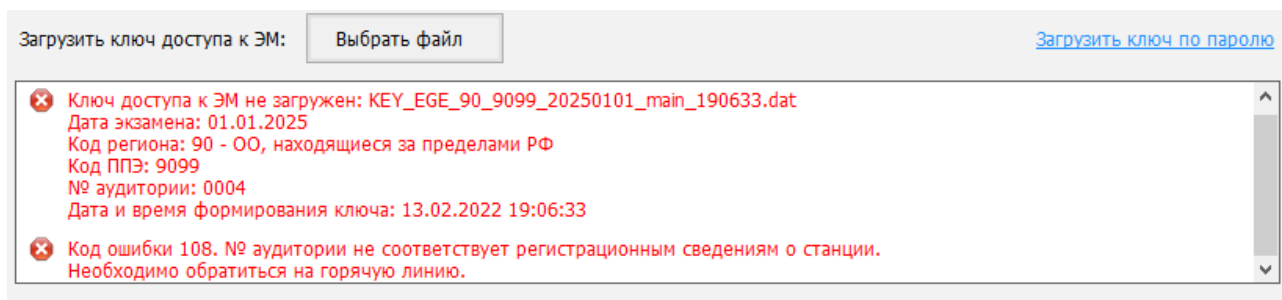 Загрузить ключ доступа к ЭМ: Выбрать файл Загрузить ключ по паролю
Ключ доступа к ЭМ не загружен: KEY_EGE_90_9099_20250101_main_190633.dat
Дата экзамена: 01.01.2025
Код региона: 90 - ОО, находящиеся за пределами РФ
Код ППЭ: 9099
№ аудитории: 0004
Дата и время формирования ключа: 13.02.2022 19:06:33
Код ошибки 108. № аудитории не соответствует регистрационным сведениям о станции.
Необходимо обратиться на горячую линию.